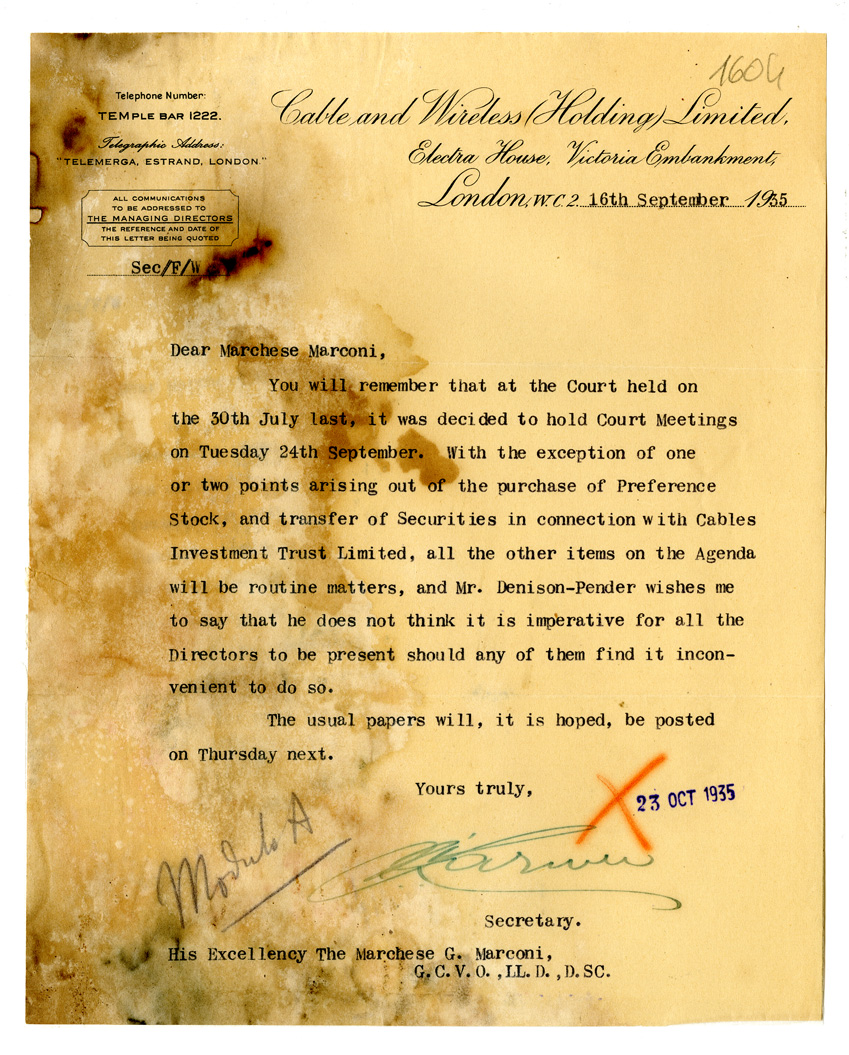 1604
Telephone Number:
TEMPLE BAR 1222.
Telegraphic Address:
"TELEMERGA, ESTRAND, LONDON."
ALL COMMUNICATIONS
TO BE ADDRESSED TO
THE MANAGING DIRECTORS
THE REFERENCE AND DATE OF
THIS LETTER BEING QUOTED
Sec/F/W
Cable and Wireless (Holding) Limited,
Electra House, Victoria Embankment,
London, W.C.2. 16th September 1935
Dear Marchese Marconi,
You will remember that at the Court held on
the 30th July last, it was decided to hold Court Meetings
on Tuesday 24th September. With the exception of one
or two points arising out of the purchase of Preference
Stock, and transfer of Securities in connection with Cables
Investment Trust Limited, all the other items on the Agenda
will be routine matters, and Mr. Denison-Pender wishes me
to say that he does not think it is imperative for all the
Directors to be present should any of them find it incon-
venient to do so.
The usual papers will, it is hoped, be posted
on Thursday next.
Yours truly,
23 OCT 1935
Modulo A
Secretary.
His Excellency The Marchese G. Marconi,
G.C.V.O.,LL.D.,D.SC.